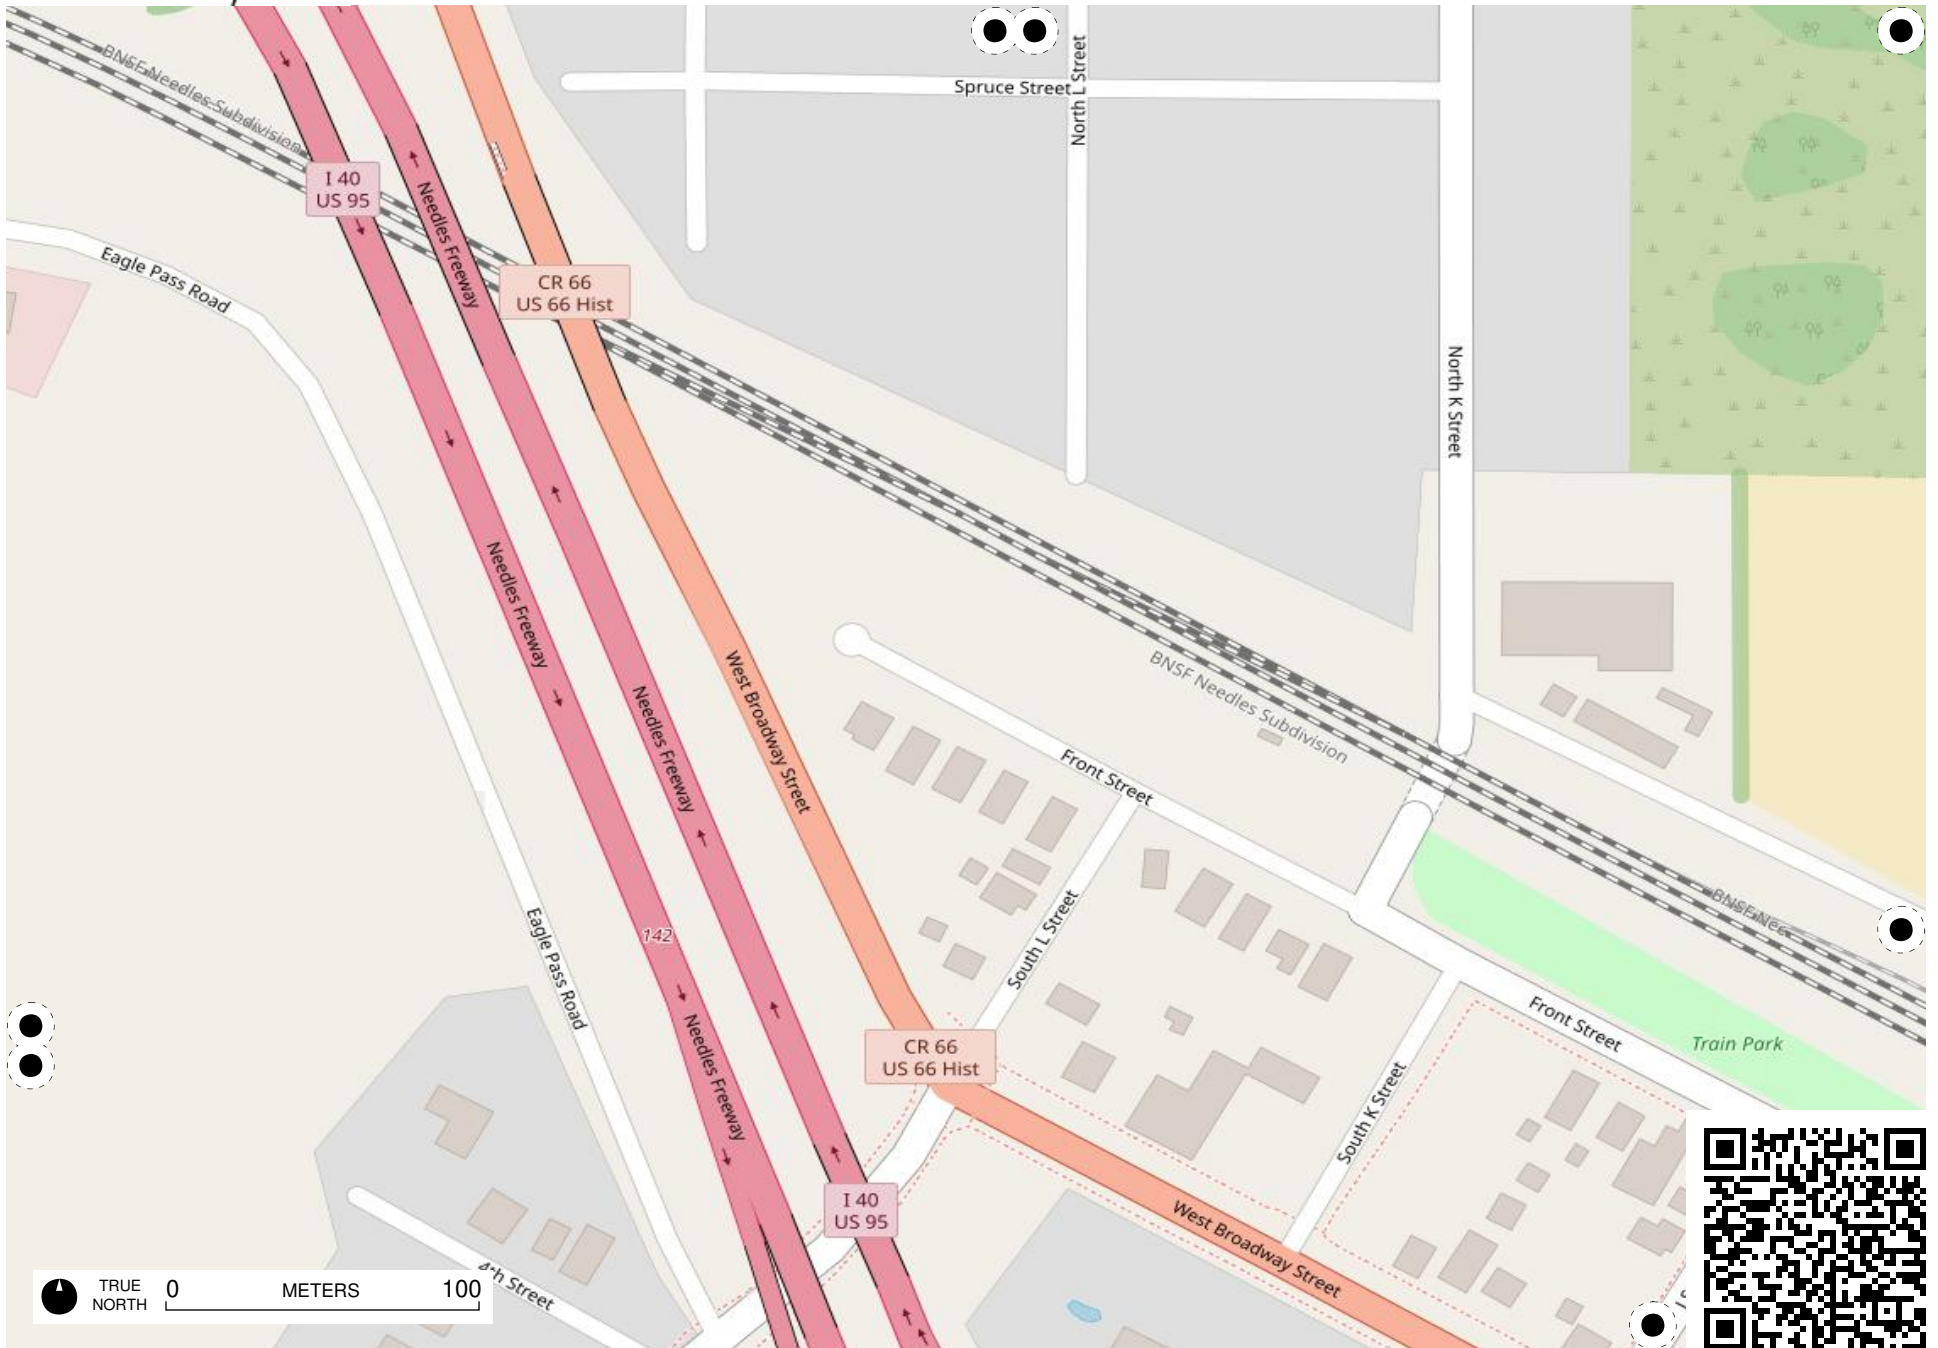 BNSF Needles Subdivision
Spruce Street
North L Street
I 40
US 95
Needles Freeway
CR 66
US 66 Hist
Eagle Pass Road
North K Street
Needles Freeway
West Broadway Street
Needles Freeway
BNSF Needles Subdivision
Front Street
142
Eagle Pass Road
South L Street
BNSF Nee
Needles Freeway
Front Street
Train Park
CR 66
US 66 Hist
South K Street
I 40
US 95
West Broadway Street
4th Street
TRUE
NORTH
0 METERS 100